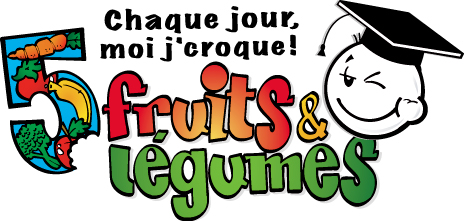 Chaque jour,
moi j'croque!
5 fruits &
légumes